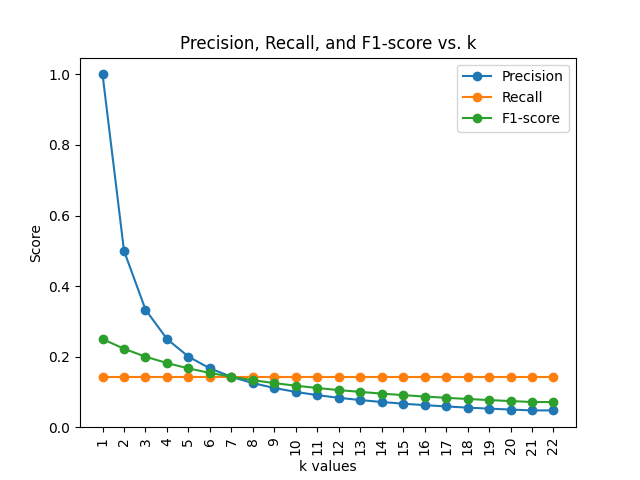 Precision, Recall, and F1-score vs. k
Precision
Recall
F1-score
Score
1.0
0.8
0.6
0.4
0.2
0.0
1 2 3 4 5 6 7 8 9 10 11 12 13 14 15 16 17 18 19 20 21 22
k values